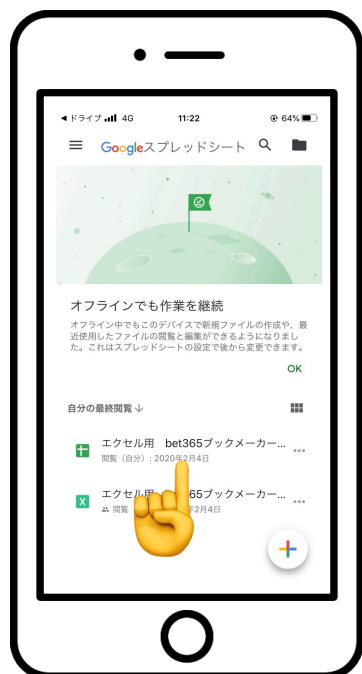 ◀ドライブ 4G 11:22 64%
Googleスプレッドシート
オフラインでも作業を継続
オフライン中でもこのデバイスで新規ファイルの作成や、最
近使用したファイルの閲覧と編集ができるようになりまし
た。これはスプレッドシートの設定で後から変更できます。
OK
自分の最終閲覧↓
エクセル用 bet365ブックメーカー...
閲覧（自分）: 2020年2月4日
X エクセル用 65ブックメーカー...
閲覧 年2月4日